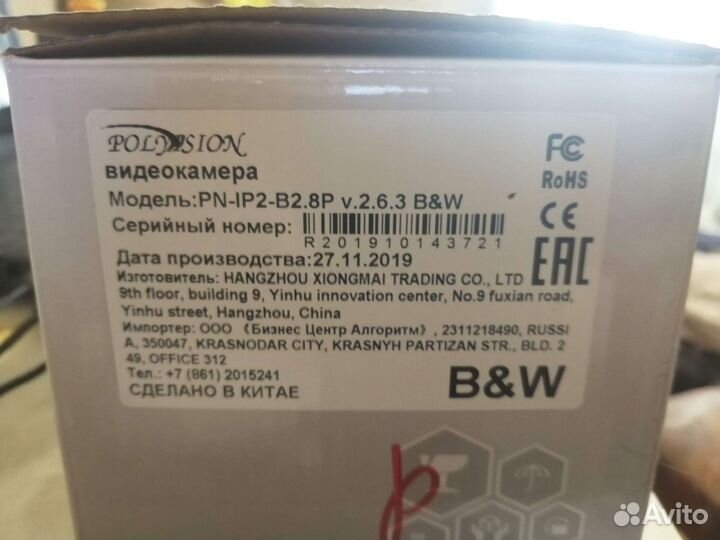 POLYVISION
видеокамера
Модель:PN-IP2-B2.8P v.2.6.3 B&W
Серийный номер:
R201910143721
Дата производства:27.11.2019
Изготовитель: HANGZHOU XIONGMAI TRADING CO., LTD
9th floor, building 9, Yinhu innovation center, No.9 fuxian road,
Yinhu street, Hangzhou, China
Импортер: ООО «Бизнес Центр Алгоритм», 2311218490, RUSSI
A, 350047, KRASNODAR CITY, KRASNYH PARTIZAN STR., BLD. 2
49, OFFICE 312
Тел.: +7 (861) 2015241
СДЕЛАНО В КИТАЕ
FC
RoHS
CE
EAC
B&W
p
Avito